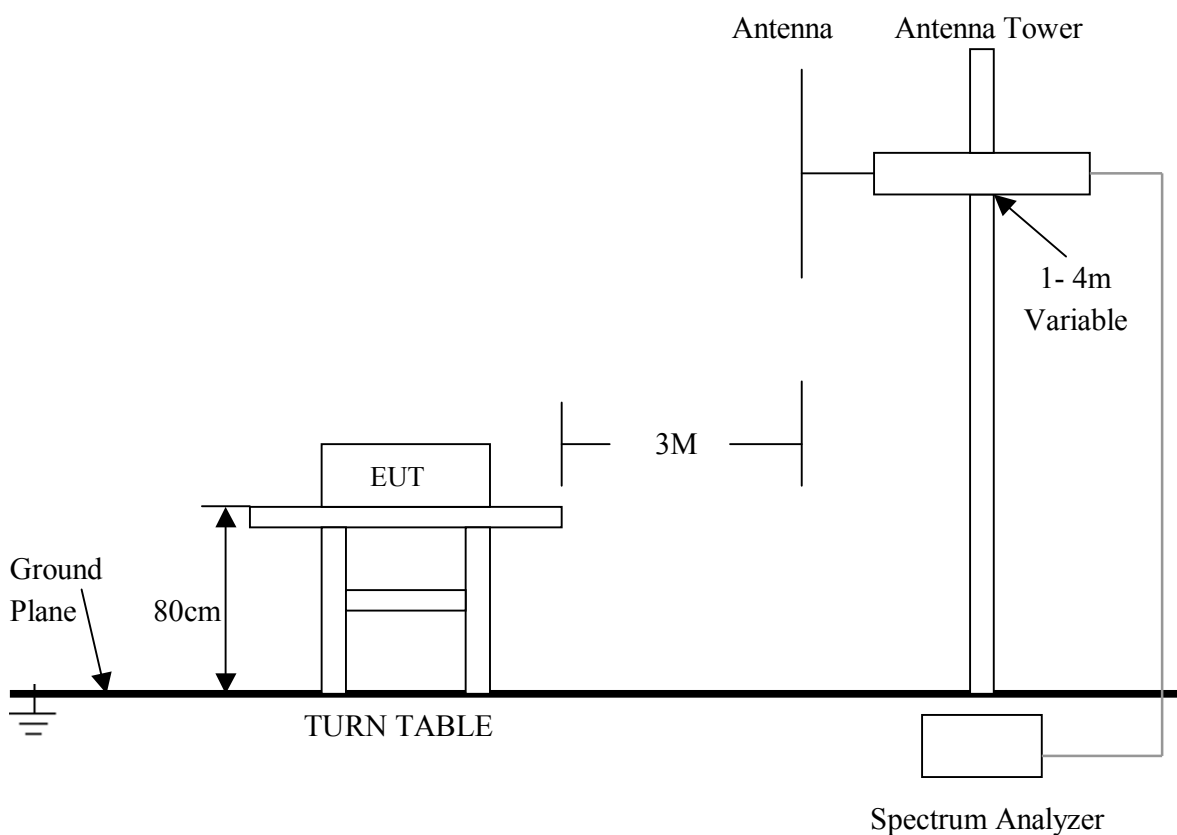 Antenna
Antenna Tower
1- 4m
Variable
3M
EUT
Ground
Plane
80cm
TURN TABLE
Spectrum Analyzer